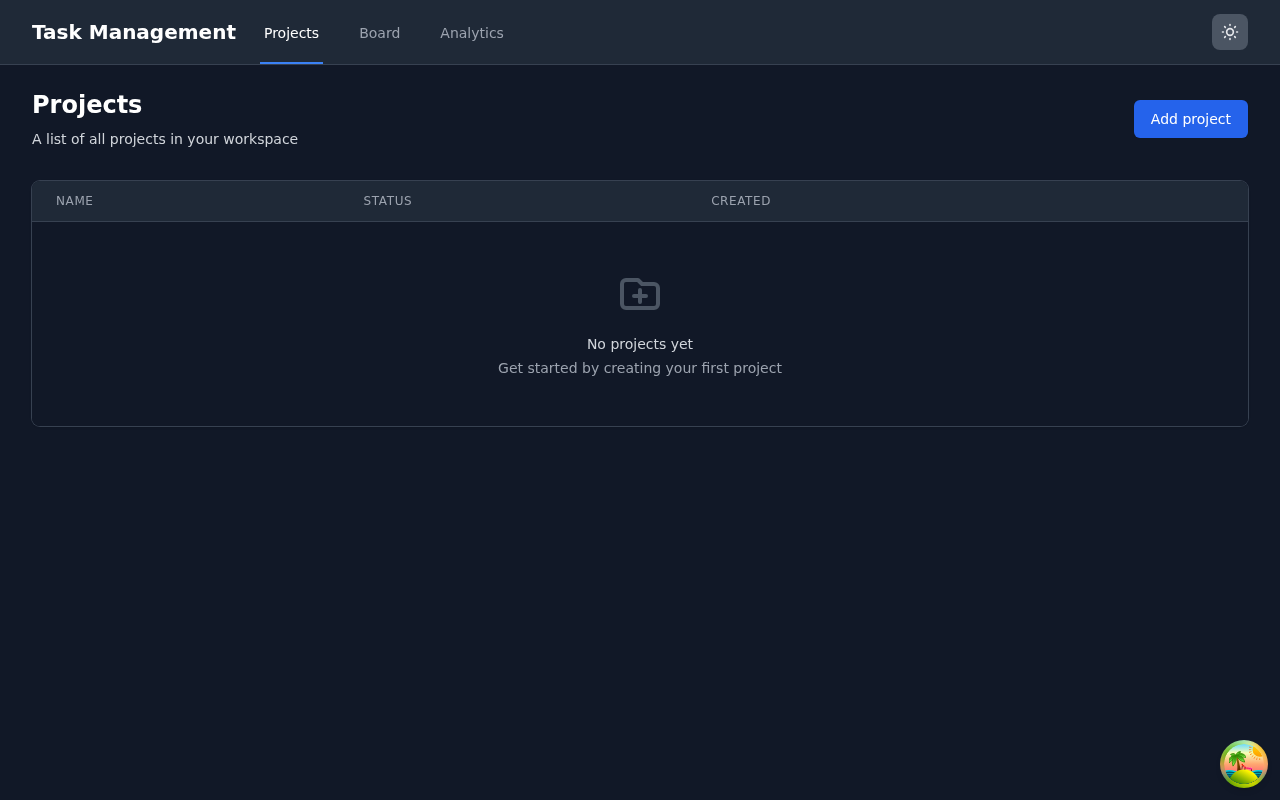 Task Management
Projects
Board
Analytics
Projects
A list of all projects in your workspace
Add project
NAME
STATUS
CREATED
No projects yet
Get started by creating your first project